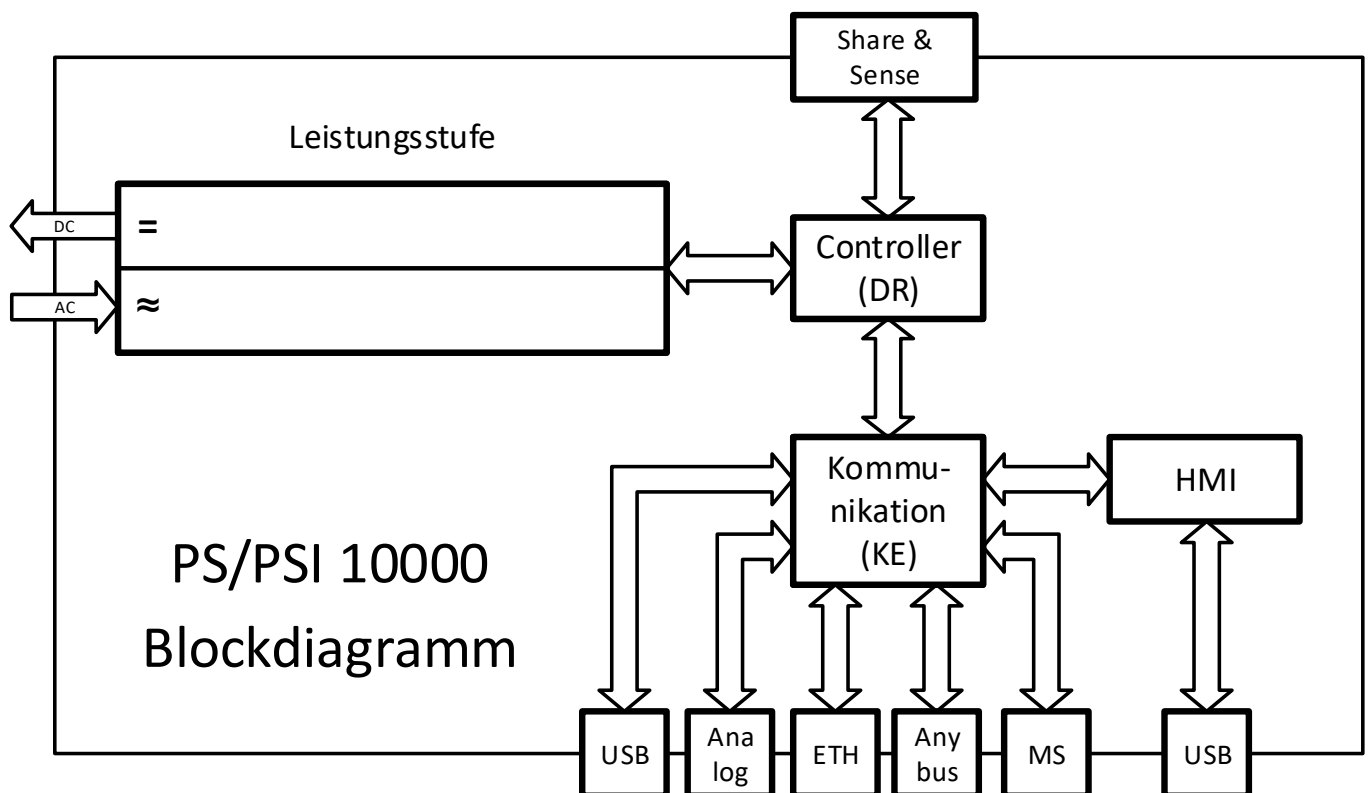 Share &
Sense
Leistungsstufe
DC
=
Controller
(DR)
AC
≈
Kommu-
nikation
(KE)
HMI
PS/PSI 10000
Blockdiagramm
USB
Ana
log
ETH
Any
bus
MS
USB